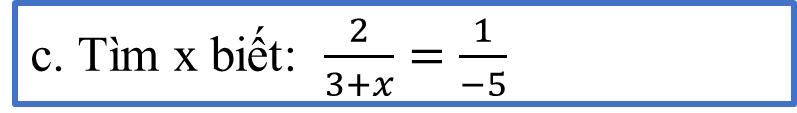 c. Tìm x biết: 2/(3+x) = 1/(−5)